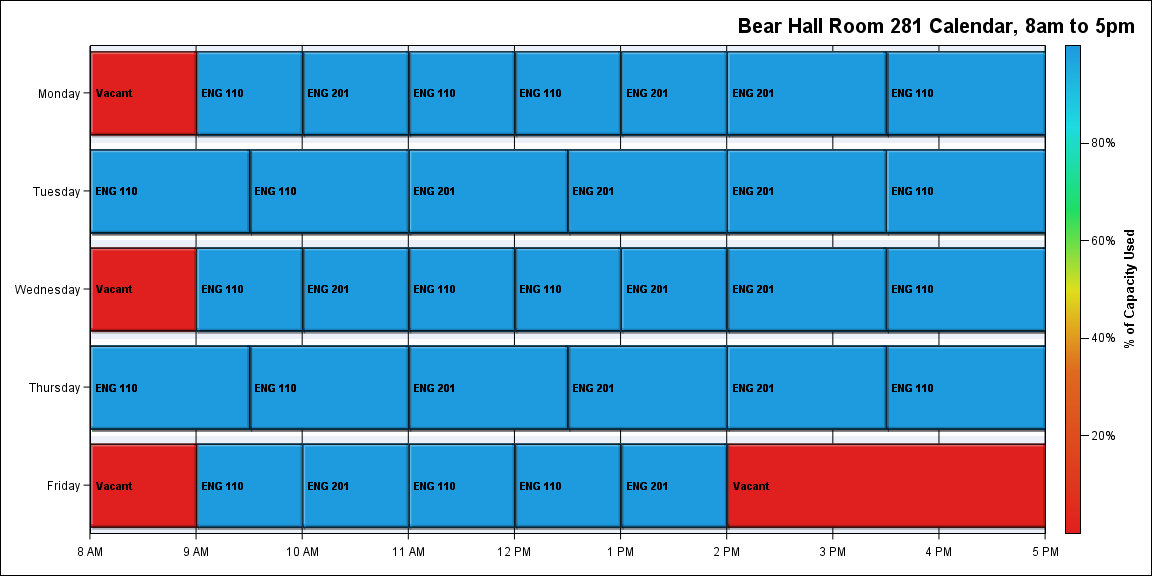 Bear Hall Room 281 Calendar, 8am to 5pm
Monday Vacant ENG 110 ENG 201 ENG 110 ENG 110 ENG 201 ENG 201 ENG 110
80%
Tuesday ENG 110 ENG 110 ENG 201 ENG 201 ENG 201 ENG 110
60%
% of Capacity Used
Wednesday Vacant ENG 110 ENG 201 ENG 110 ENG 110 ENG 201 ENG 201 ENG 110
40%
Thursday ENG 110 ENG 110 ENG 201 ENG 201 ENG 201 ENG 110
20%
Friday Vacant ENG 110 ENG 201 ENG 110 ENG 110 ENG 201 Vacant
8 AM 9 AM 10 AM 11 AM 12 PM 1 PM 2 PM 3 PM 4 PM 5 PM